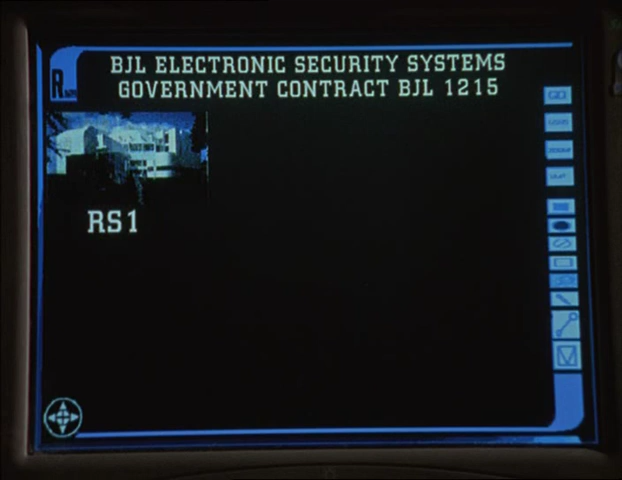 BJL ELECTRONIC SECURITY SYSTEMS
GOVERNMENT CONTRACT BJL 1215
RS1